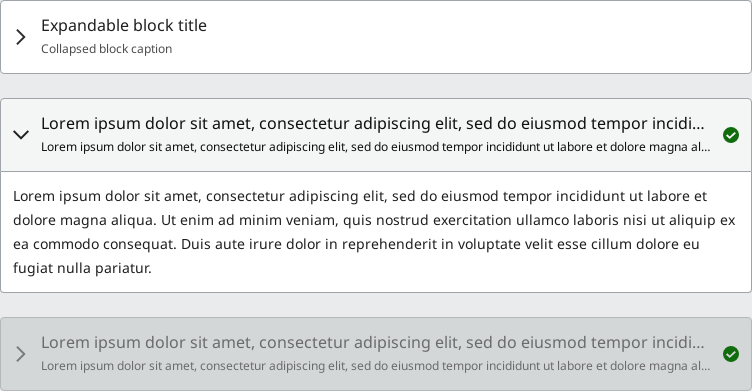 Expandable block title
Collapsed block caption
Lorem ipsum dolor sit amet, consectetur adipiscing elit, sed do eiusmod tempor incidi...
Lorem ipsum dolor sit amet, consectetur adipiscing elit, sed do eiusmod tempor incididunt ut labore et dolore magna al...
Lorem ipsum dolor sit amet, consectetur adipiscing elit, sed do eiusmod tempor incididunt ut labore et
dolore magna aliqua. Ut enim ad minim veniam, quis nostrud exercitation ullamco laboris nisi ut aliquip ex
ea commodo consequat. Duis aute irure dolor in reprehenderit in voluptate velit esse cillum dolore eu
fugiat nulla pariatur.
Lorem ipsum dolor sit amet, consectetur adipiscing elit, sed do eiusmod tempor incidi...
Lorem ipsum dolor sit amet, consectetur adipiscing elit, sed do eiusmod tempor incididunt ut labore et dolore magna al...